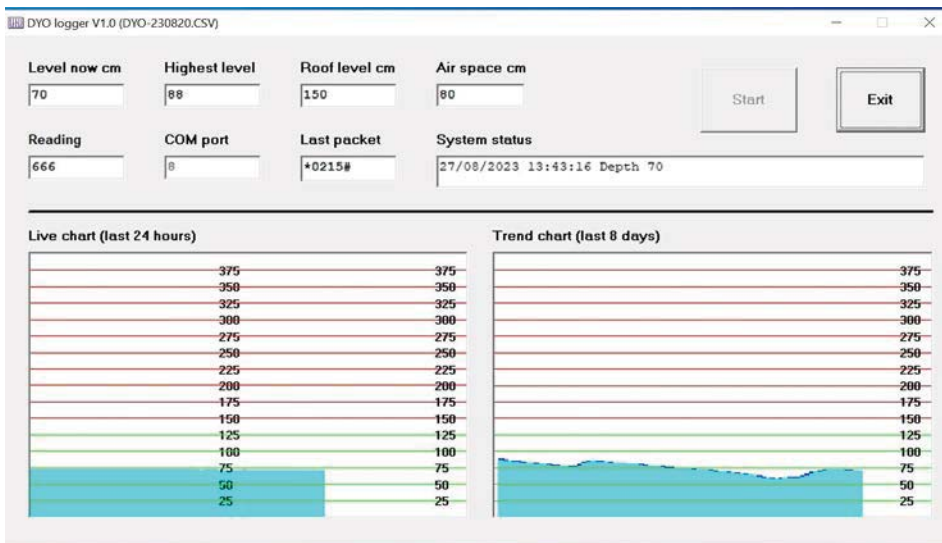 DYO logger V1.0 (DYO-230820.CSV)
Level now cm Highest level Roof level cm Air space cm
70 88 150 80
Start Exit
Reading COM port Last packet System status
666 8 *0215# 27/08/2023 13:43:16 Depth 70
Live chart (last 24 hours) Trend chart (last 8 days)
375 375 375
350 350 350
325 325 325
300 300 300
275 275 275
250 250 250
225 225 225
200 200 200
175 175 175
150 150 150
125 125 125
100 100 100
75 75 75
50 50 50
25 25 25